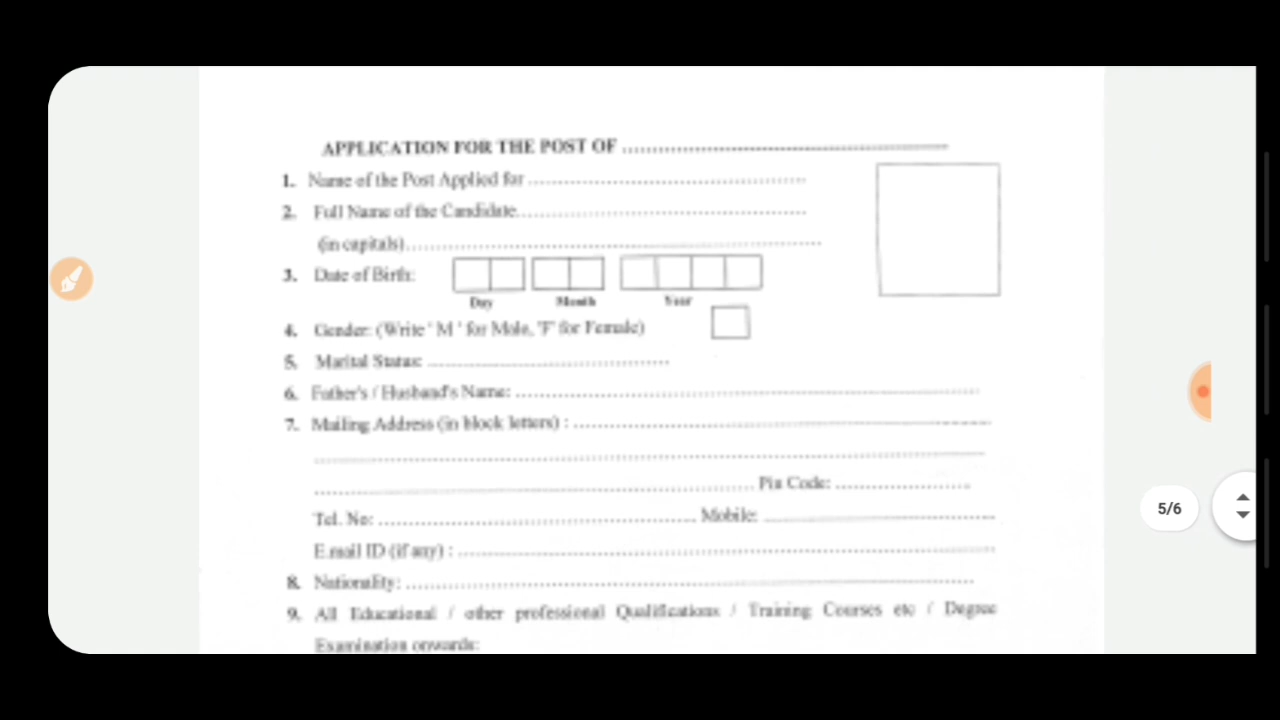 APPLICATION FOR THE POST OF ................................................
1. Name of the Post Applied for ................................................
2. Full Name of the Candidate................................................
(in capitals)................................................
3. Date of Birth:
Day Month Year
4. Gender: (Write ' M ' for Male, 'F' for Female)
5. Marital Status: ................................................
6. Father's / Husband's Name: ................................................
7. Mailing Address (in block letters) : ................................................
................................................
................................................ Pin Code: ........................
Tel. No: ................................................ Mobile: ........................
E.mail ID (if any) : ................................................
5/6
8. Nationality: ................................................
9. All Educational / other professional Qualifications / Training Courses etc / Degree
Examination onwards: